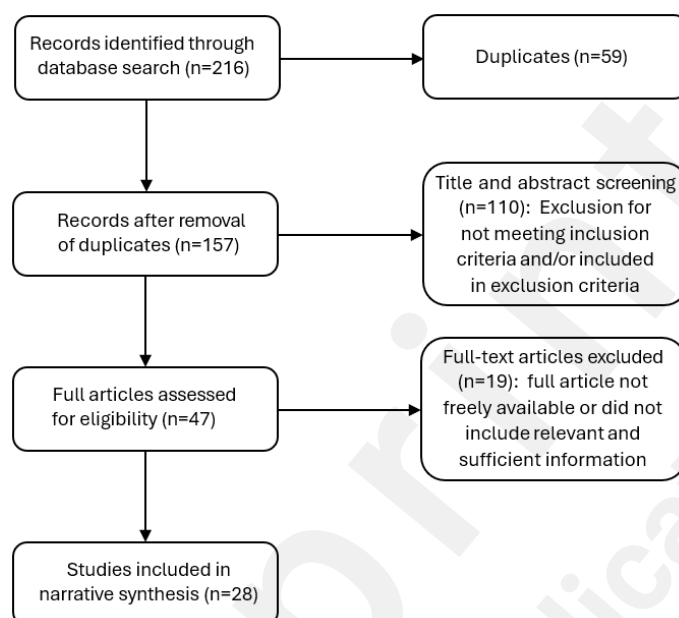 Records identified through
database search (n=216)
Duplicates (n=59)
Records after removal
of duplicates (n=157)
Title and abstract screening
(n=110):  Exclusion for
not meeting inclusion
criteria and/or included
in exclusion criteria
Full articles assessed
for eligibility (n=47)
Full-text articles excluded
(n=19):  full article not
freely available or did not
include relevant and
sufficient information
Studies included in
narrative synthesis (n=28)